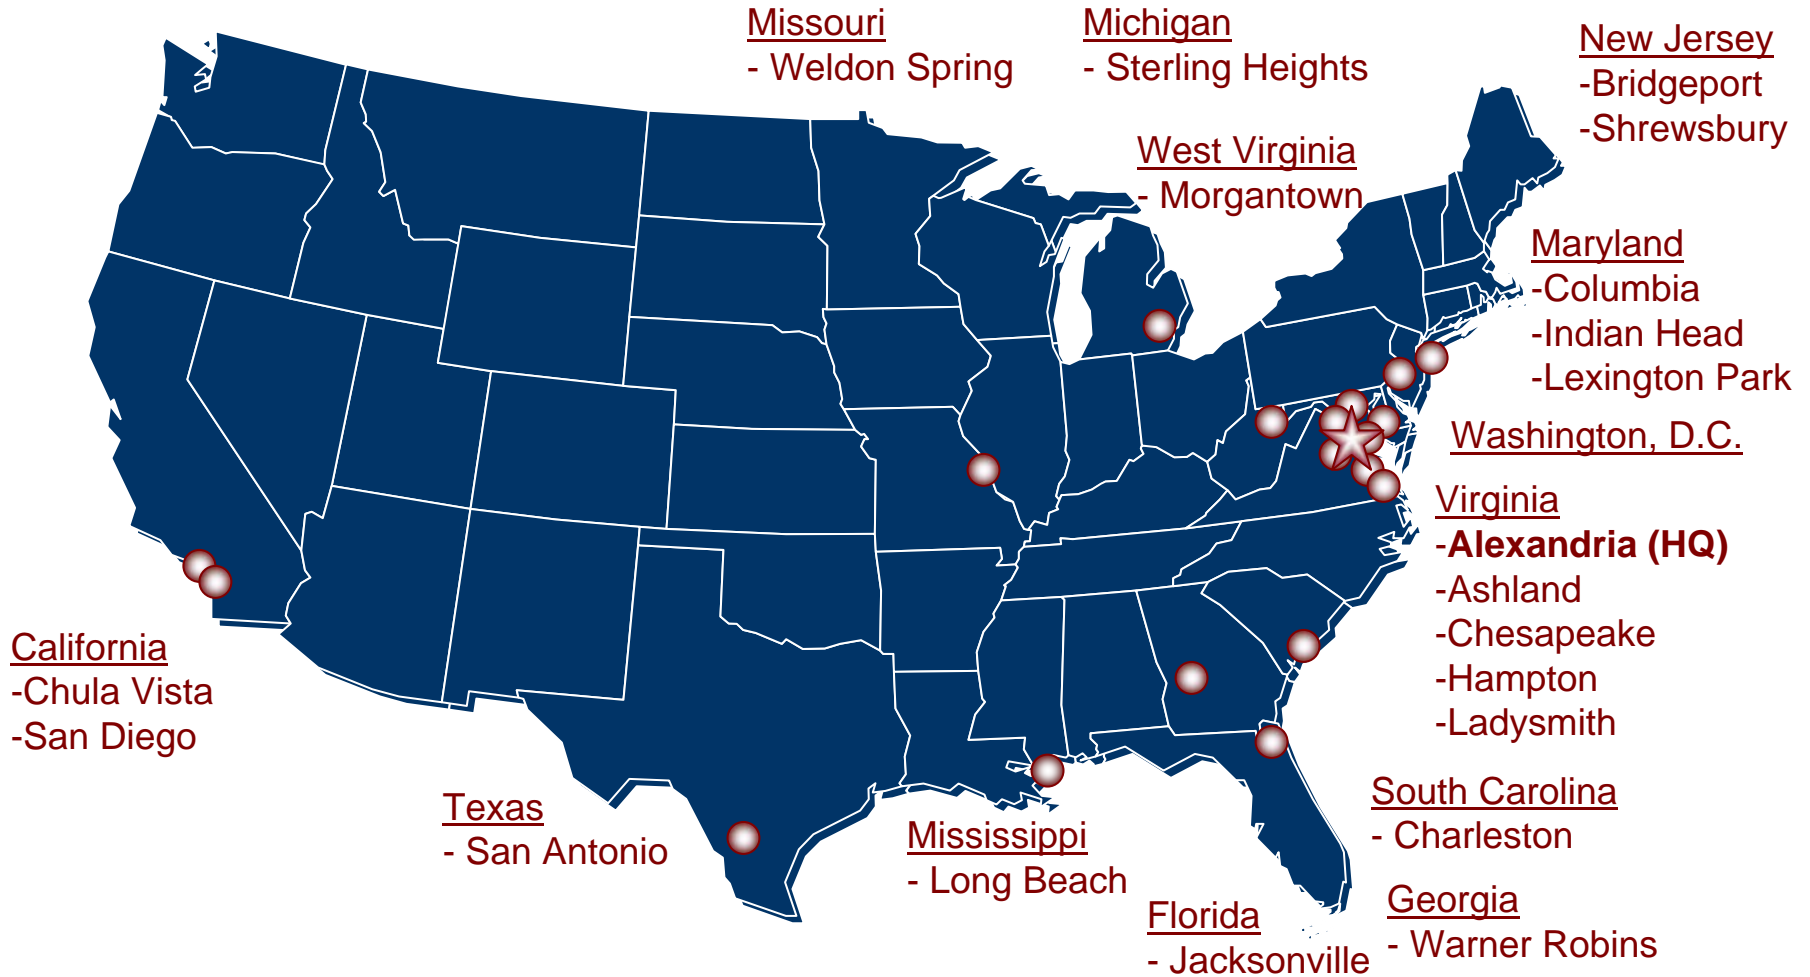 Missouri
- Weldon Spring
Michigan
- Sterling Heights
New Jersey
-Bridgeport
-Shrewsbury
West Virginia
- Morgantown
Maryland
-Columbia
-Indian Head
-Lexington Park
Washington, D.C.
Virginia
-Alexandria (HQ)
-Ashland
-Chesapeake
-Hampton
-Ladysmith
California
-Chula Vista
-San Diego
Texas
- San Antonio
Mississippi
- Long Beach
South Carolina
- Charleston
Florida
- Jacksonville
Georgia
- Warner Robins